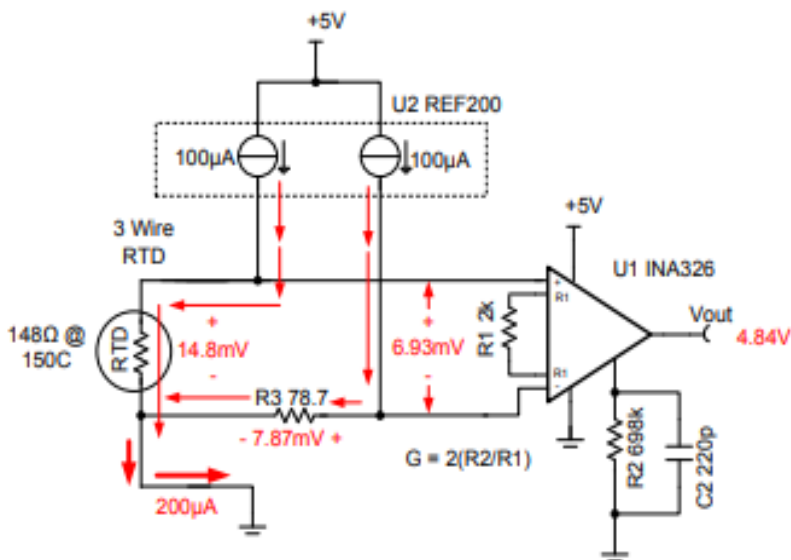 +5V
U2 REF200
100µA
100µA
+5V
3 Wire
RTD
U1 INA326
+
R1
R1 2k
Vout
4.84V
148Ω @
150C
RTD
+
14.8mV
-
+
6.93mV
-
R1
-
R3 78.7
- 7.87mV +
G = 2(R2/R1)
R2 698k
C2 220p
200µA